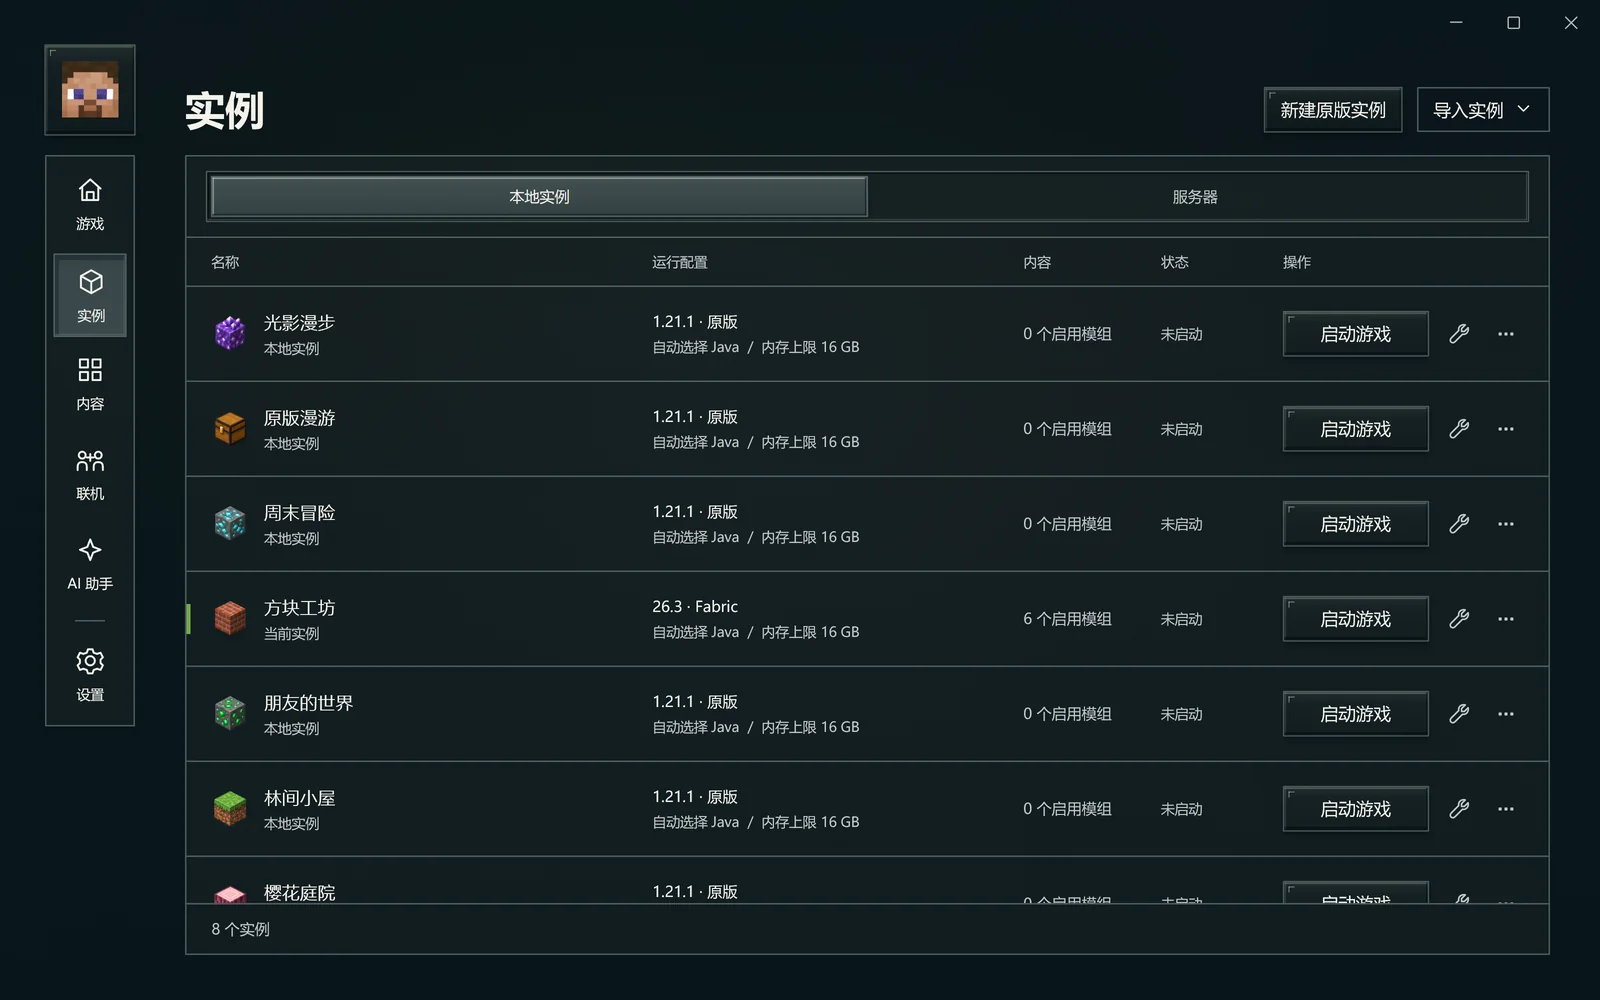 实例
新建原版实例
导入实例
游戏
实例
内容
联机
AI 助手
设置
本地实例
服务器
名称
运行配置
内容
状态
操作
光影漫步
本地实例
1.21.1 · 原版
自动选择 Java / 内存上限 16 GB
0 个启用模组
未启动
启动游戏
原版漫游
本地实例
1.21.1 · 原版
自动选择 Java / 内存上限 16 GB
0 个启用模组
未启动
启动游戏
周末冒险
本地实例
1.21.1 · 原版
自动选择 Java / 内存上限 16 GB
0 个启用模组
未启动
启动游戏
方块工坊
当前实例
26.3 · Fabric
自动选择 Java / 内存上限 16 GB
6 个启用模组
未启动
启动游戏
朋友的世界
本地实例
1.21.1 · 原版
自动选择 Java / 内存上限 16 GB
0 个启用模组
未启动
启动游戏
林间小屋
本地实例
1.21.1 · 原版
自动选择 Java / 内存上限 16 GB
0 个启用模组
未启动
启动游戏
樱花庭院
1.21.1 · 原版
0 个启用模组
未启动
启动游戏
8 个实例